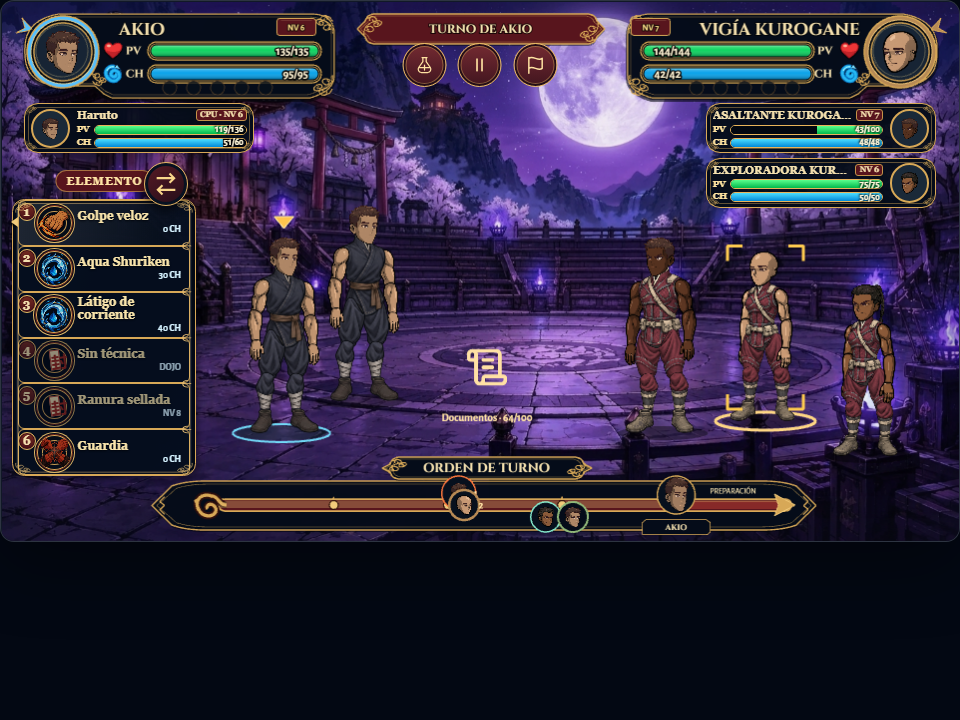 AKIO
NV 6
PV 135/135
CH 95/95
TURNO DE AKIO
NV 7
VIGÍA KUROGANE
144/144 PV
42/42 CH
Haruto
CPU · NV 6
PV 119/136
CH 51/60
ASALTANTE KUROGA...
NV 7
PV 43/100
CH 48/48
EXPLORADORA KUR...
NV 6
PV 75/75
CH 50/50
ELEMENTO
1 Golpe veloz
0 CH
2 Aqua Shuriken
30 CH
3 Látigo de
corriente
40 CH
4 Sin técnica
DOJO
5 Ranura sellada
NV 8
6 Guardia
0 CH
Documentos · 64/100
ORDEN DE TURNO
PREPARACIÓN
AKIO